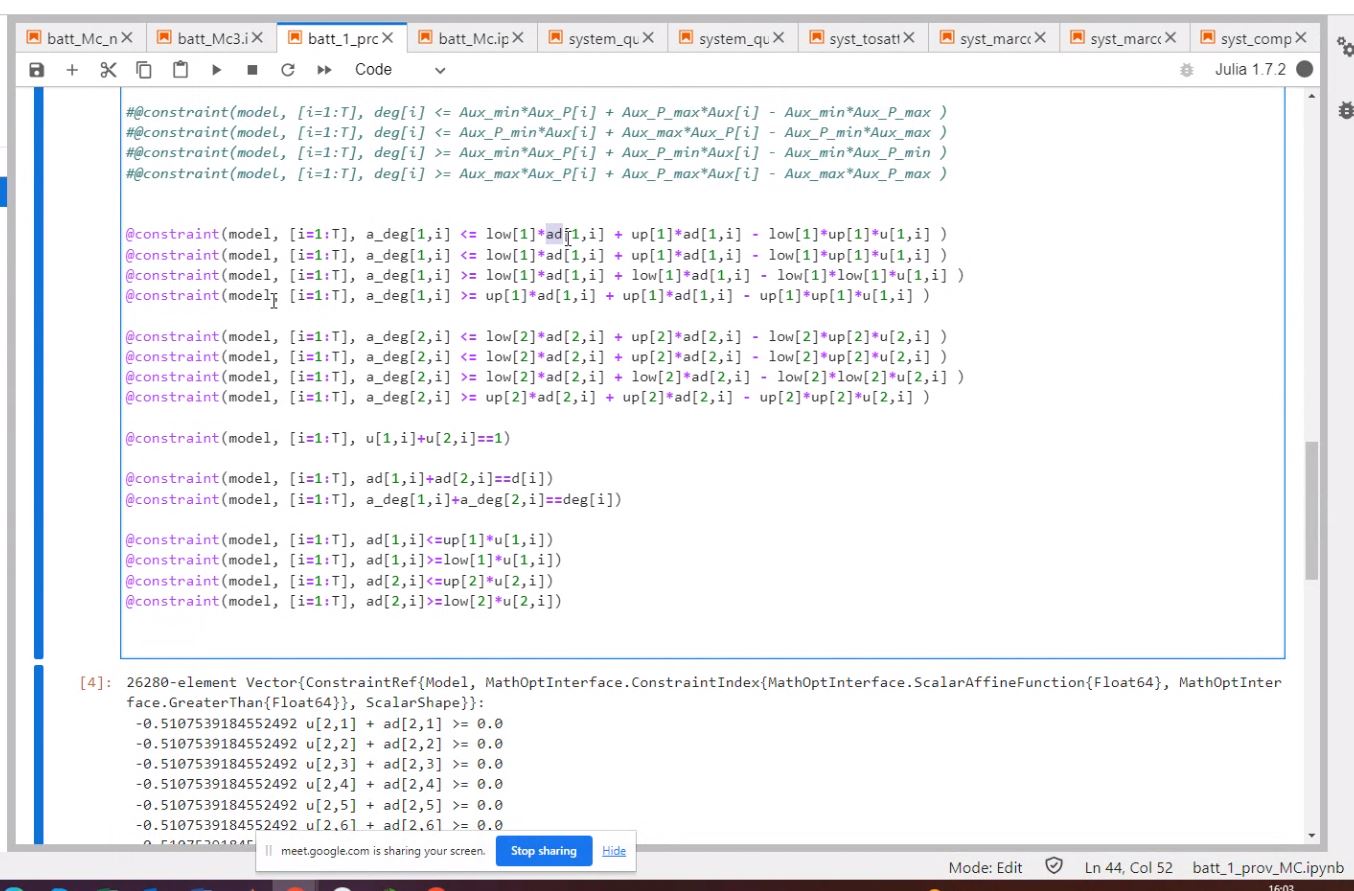 batt_Mc_n batt_Mc3.i batt_1_prc batt_Mc.ip system_qu system_qu syst_tosatt syst_marcc syst_marcc syst_comp
Code Julia 1.7.2
#@constraint(model, [i=1:T], deg[i] <= Aux_min*Aux_P[i] + Aux_P_max*Aux[i] - Aux_min*Aux_P_max )
#@constraint(model, [i=1:T], deg[i] <= Aux_P_min*Aux[i] + Aux_max*Aux_P[i] - Aux_P_min*Aux_max )
#@constraint(model, [i=1:T], deg[i] >= Aux_min*Aux_P[i] + Aux_P_min*Aux[i] - Aux_min*Aux_P_min )
#@constraint(model, [i=1:T], deg[i] >= Aux_max*Aux_P[i] + Aux_P_max*Aux[i] - Aux_max*Aux_P_max )
@constraint(model, [i=1:T], a_deg[1,i] <= low[1]*ad[1,i] + up[1]*ad[1,i] - low[1]*up[1]*u[1,i] )
@constraint(model, [i=1:T], a_deg[1,i] <= low[1]*ad[1,i] + up[1]*ad[1,i] - low[1]*up[1]*u[1,i] )
@constraint(model, [i=1:T], a_deg[1,i] >= low[1]*ad[1,i] + low[1]*ad[1,i] - low[1]*low[1]*u[1,i] )
@constraint(model, [i=1:T], a_deg[1,i] >= up[1]*ad[1,i] + up[1]*ad[1,i] - up[1]*up[1]*u[1,i] )
@constraint(model, [i=1:T], a_deg[2,i] <= low[2]*ad[2,i] + up[2]*ad[2,i] - low[2]*up[2]*u[2,i] )
@constraint(model, [i=1:T], a_deg[2,i] <= low[2]*ad[2,i] + up[2]*ad[2,i] - low[2]*up[2]*u[2,i] )
@constraint(model, [i=1:T], a_deg[2,i] >= low[2]*ad[2,i] + low[2]*ad[2,i] - low[2]*low[2]*u[2,i] )
@constraint(model, [i=1:T], a_deg[2,i] >= up[2]*ad[2,i] + up[2]*ad[2,i] - up[2]*up[2]*u[2,i] )
@constraint(model, [i=1:T], u[1,i]+u[2,i]==1)
@constraint(model, [i=1:T], ad[1,i]+ad[2,i]==d[i])
@constraint(model, [i=1:T], a_deg[1,i]+a_deg[2,i]==deg[i])
@constraint(model, [i=1:T], ad[1,i]<=up[1]*u[1,i])
@constraint(model, [i=1:T], ad[1,i]>=low[1]*u[1,i])
@constraint(model, [i=1:T], ad[2,i]<=up[2]*u[2,i])
@constraint(model, [i=1:T], ad[2,i]>=low[2]*u[2,i])
[4]: 26280-element Vector{ConstraintRef{Model, MathOptInterface.ConstraintIndex{MathOptInterface.ScalarAffineFunction{Float64}, MathOptInter
face.GreaterThan{Float64}}, ScalarShape}}:
-0.5107539184552492 u[2,1] + ad[2,1] >= 0.0
-0.5107539184552492 u[2,2] + ad[2,2] >= 0.0
-0.5107539184552492 u[2,3] + ad[2,3] >= 0.0
-0.5107539184552492 u[2,4] + ad[2,4] >= 0.0
-0.5107539184552492 u[2,5] + ad[2,5] >= 0.0
-0.5107539184552492 u[2,6] + ad[2,6] >= 0.0
meet.google.com is sharing your screen. Stop sharing Hide
Mode: Edit Ln 44, Col 52 batt_1_prov_MC.ipynb
16:03